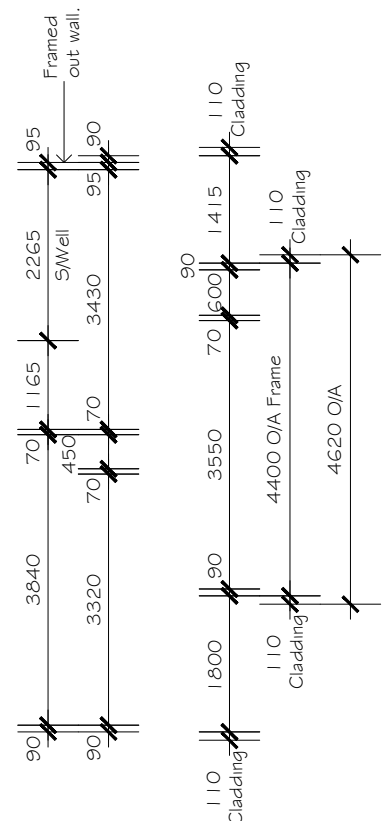 Framed
out wall.
95
2265
S/Well
1165
70
3840
90
90
95
3430
70
450
70
3320
90
110
Cladding
1415
90
600
70
3550
90
1800
110
Cladding
110
Cladding
4400 O/A Frame
110
Cladding
4620 O/A